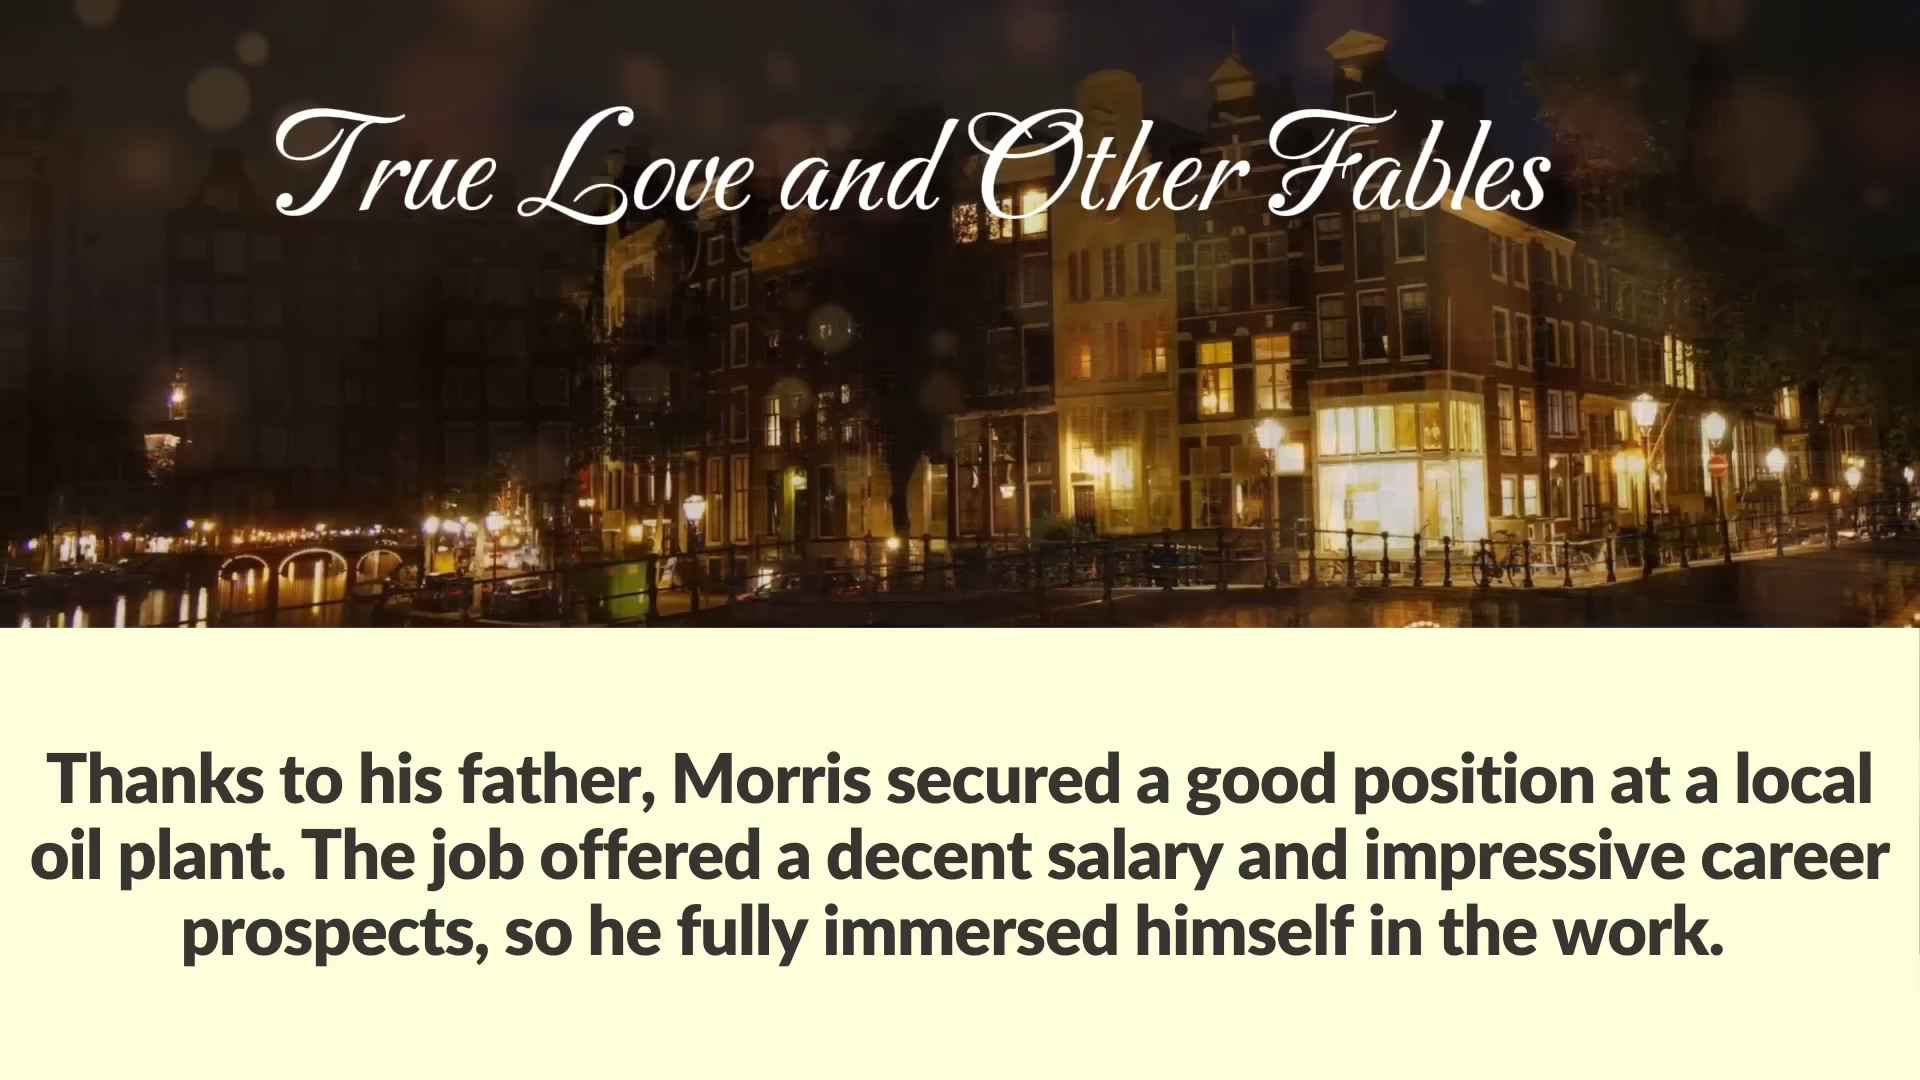 True Love and Other Fables
Thanks to his father, Morris secured a good position at a local
oil plant. The job offered a decent salary and impressive career
prospects, so he fully immersed himself in the work.